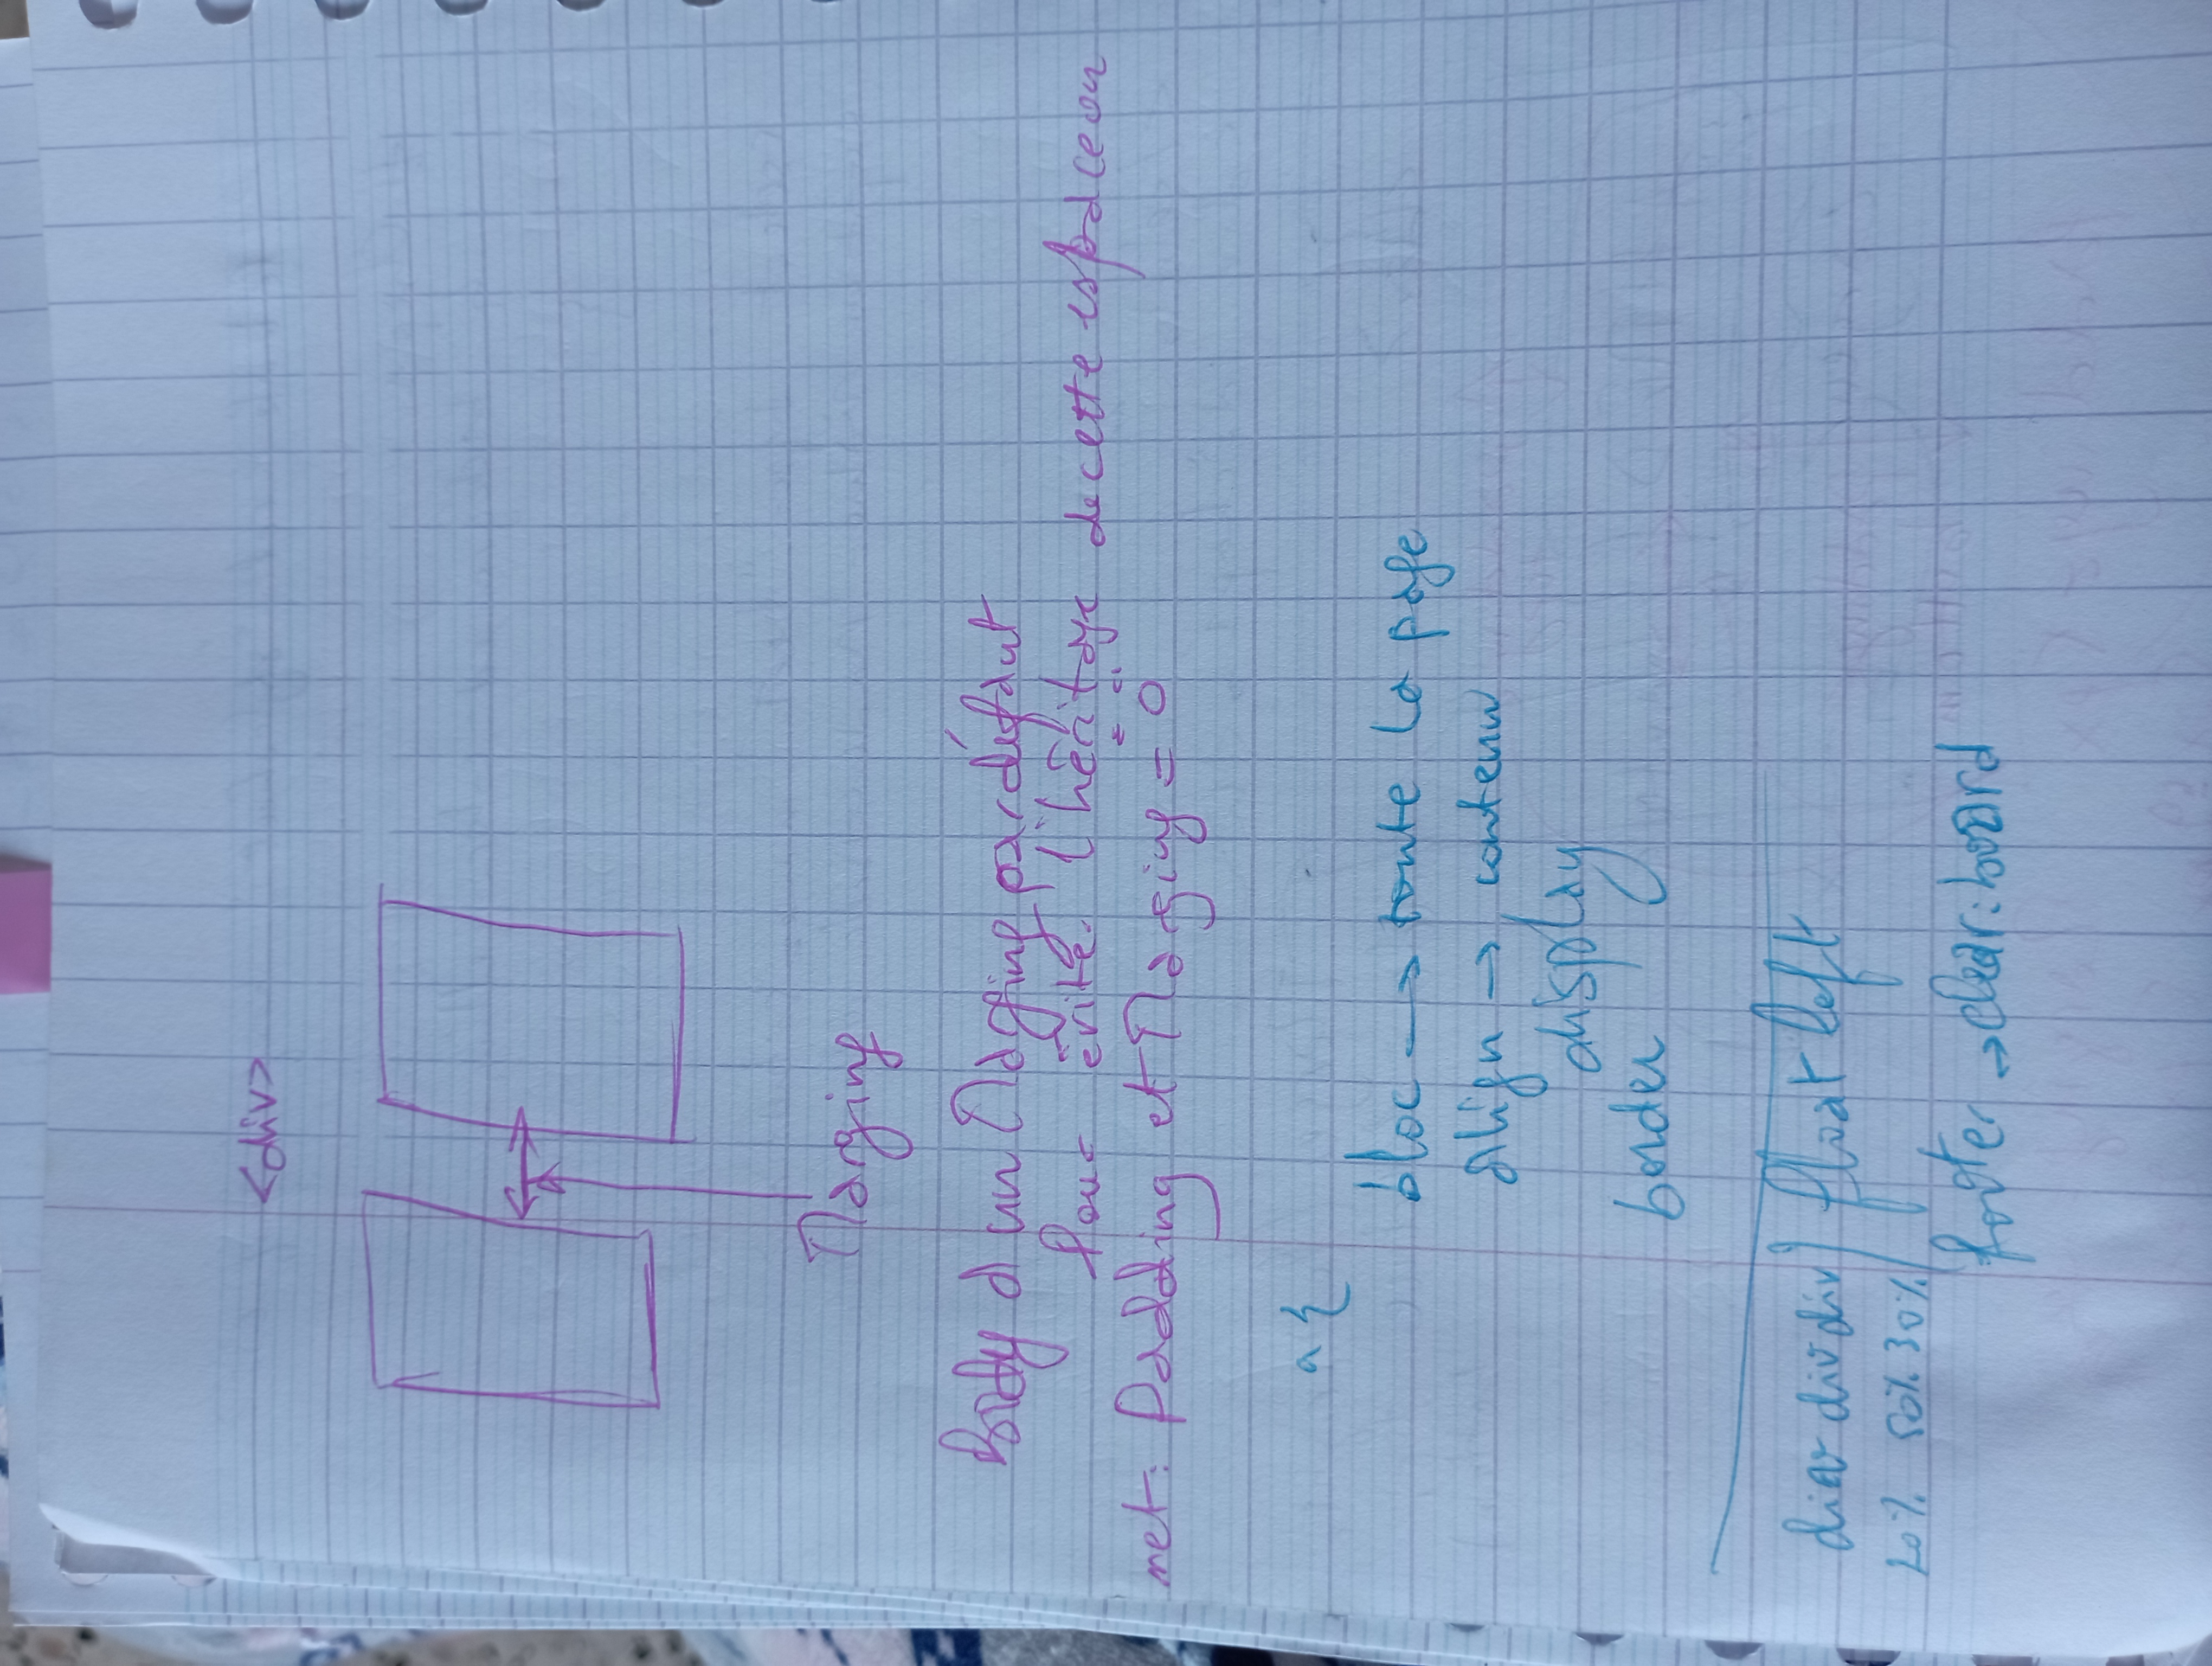 <div>
Marging
Body a un Marging par défaut
Pour évite l'héritage de cette espace on
met: Padding et Marging = 0
a {
bloc → toute la page
align → contenu
display
border
div div div) float left
20% 50% 30%
footer → clear: board